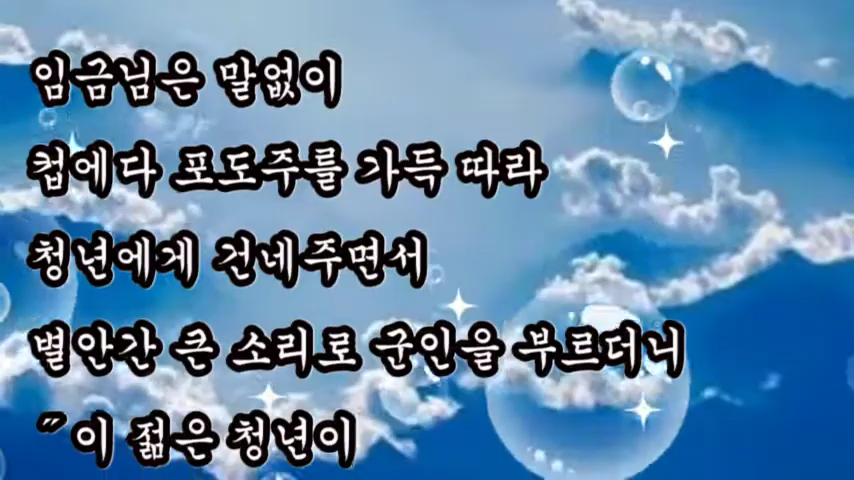 임금님은 말없이
컵에다 포도주를 가득 따라
청년에게 건네주면서
별안간 큰 소리로 군인을 부르더니
˝이 젊은 청년이